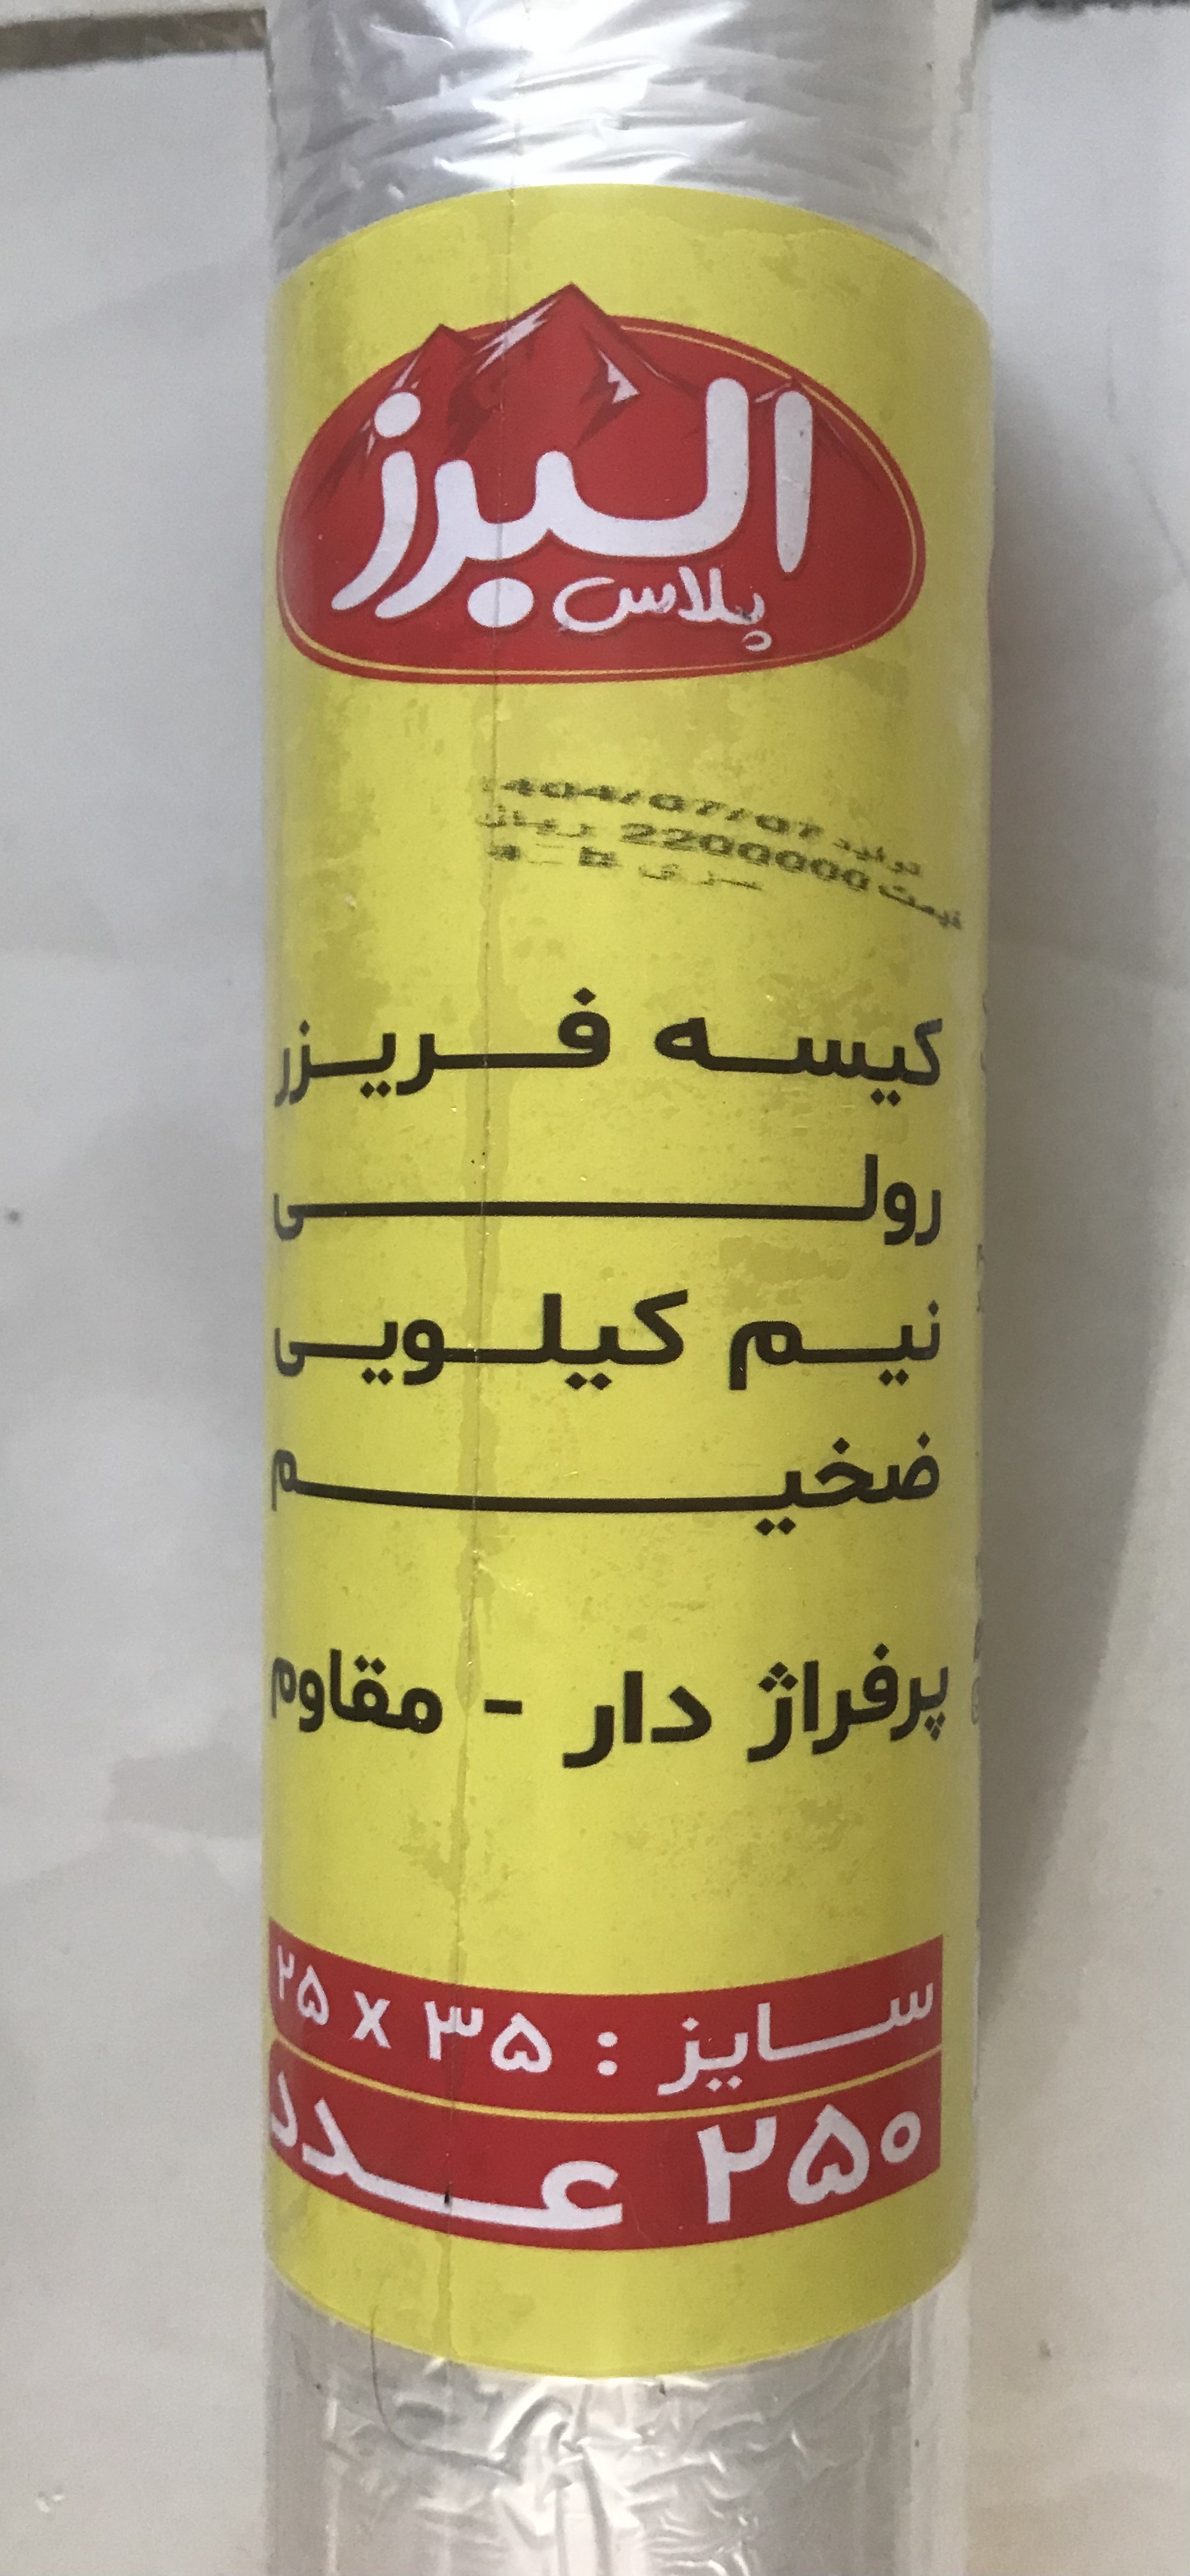 البرز
پلاس
تولید 1404/07/07
قیمت 2200000 ریال
سری
کیسه فریزر
رولی
نیم کیلویی
ضخیم
پرفراژ دار - مقاوم
سایز : ۳۵ x ۲۵
۲۵۰ عدد